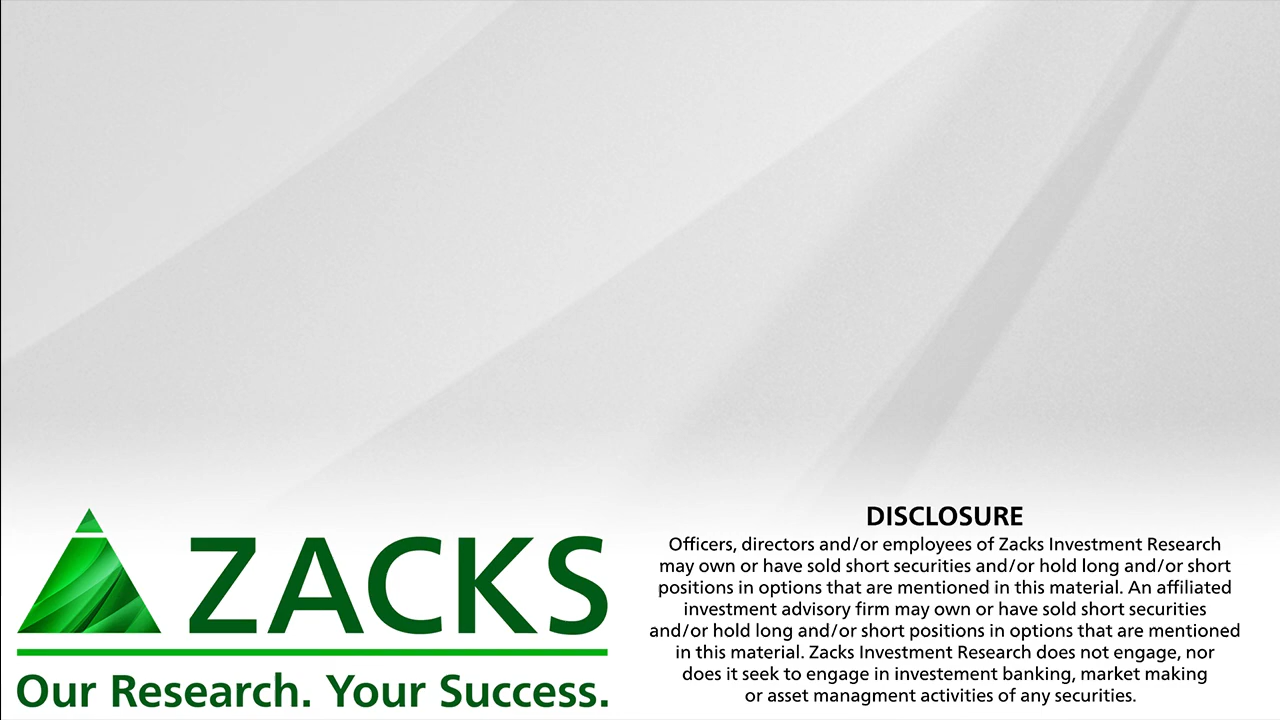 ZACKS
Our Research. Your Success.
DISCLOSURE
Officers, directors and/or employees of Zacks Investment Research
may own or have sold short securities and/or hold long and/or short
positions in options that are mentioned in this material. An affiliated
investment advisory firm may own or have sold short securities
and/or hold long and/or short positions in options that are mentioned
in this material. Zacks Investment Research does not engage, nor
does it seek to engage in investement banking, market making
or asset managment activities of any securities.